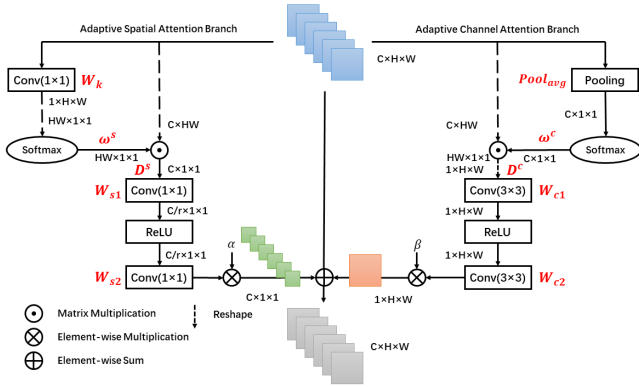 Adaptive Spatial Attention Branch
Adaptive Channel Attention Branch
C×H×W
Conv(1×1) W_k
Pool_avg Pooling
1×H×W
HW×1×1
C×HW
C×HW
C×1×1
Softmax
ω^s
HW×1×1
ω^c
C×1×1
Softmax
D^s
C×1×1
HW×1×1
1×H×W
D^c
W_s1 Conv(1×1)
Conv(3×3) W_c1
C/r×1×1
1×H×W
ReLU
ReLU
C/r×1×1
1×H×W
α
β
W_s2 Conv(1×1)
Conv(3×3) W_c2
C×1×1
1×H×W
Matrix Multiplication
Reshape
Element-wise Multiplication
Element-wise Sum
C×H×W